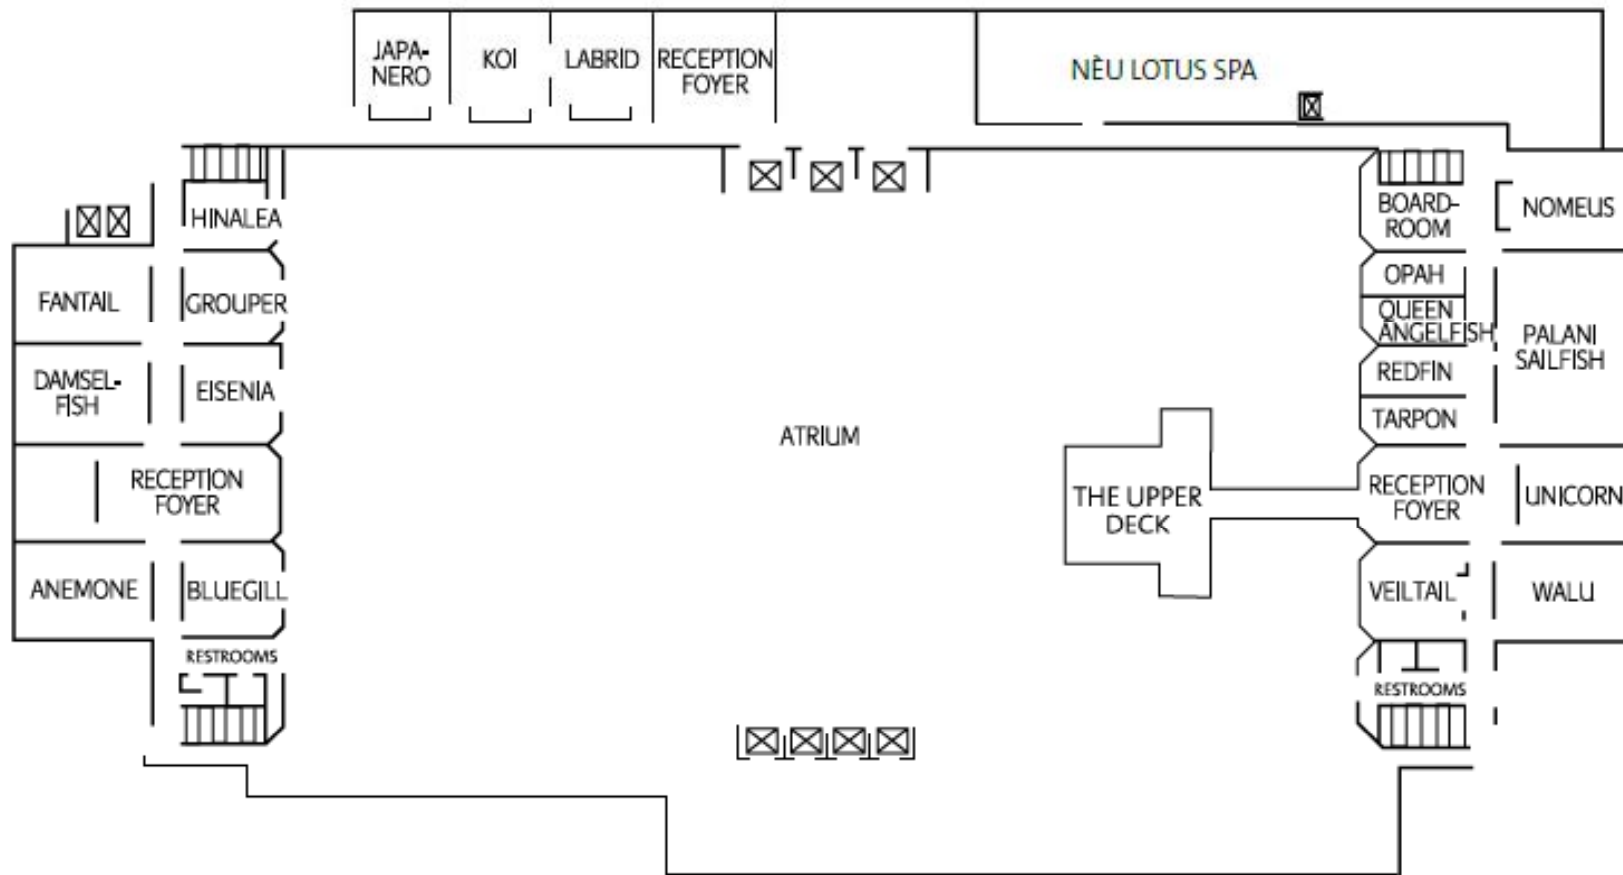 JAPA-
NERO
KOI
LABRID
RECEPTION
FOYER
NÈU LOTUS SPA
HINALEA
BOARD-
ROOM
NOMEUS
FANTAIL
GROUPER
OPAH
QUEEN
ANGELFISH
PALANI
SAILFISH
DAMSEL-
FISH
EISENIA
REDFIN
TARPON
ATRIUM
RECEPTION
FOYER
THE UPPER
DECK
RECEPTION
FOYER
UNICORN
ANEMONE
BLUEGILL
VEILTAIL
WALU
RESTROOMS
RESTROOMS